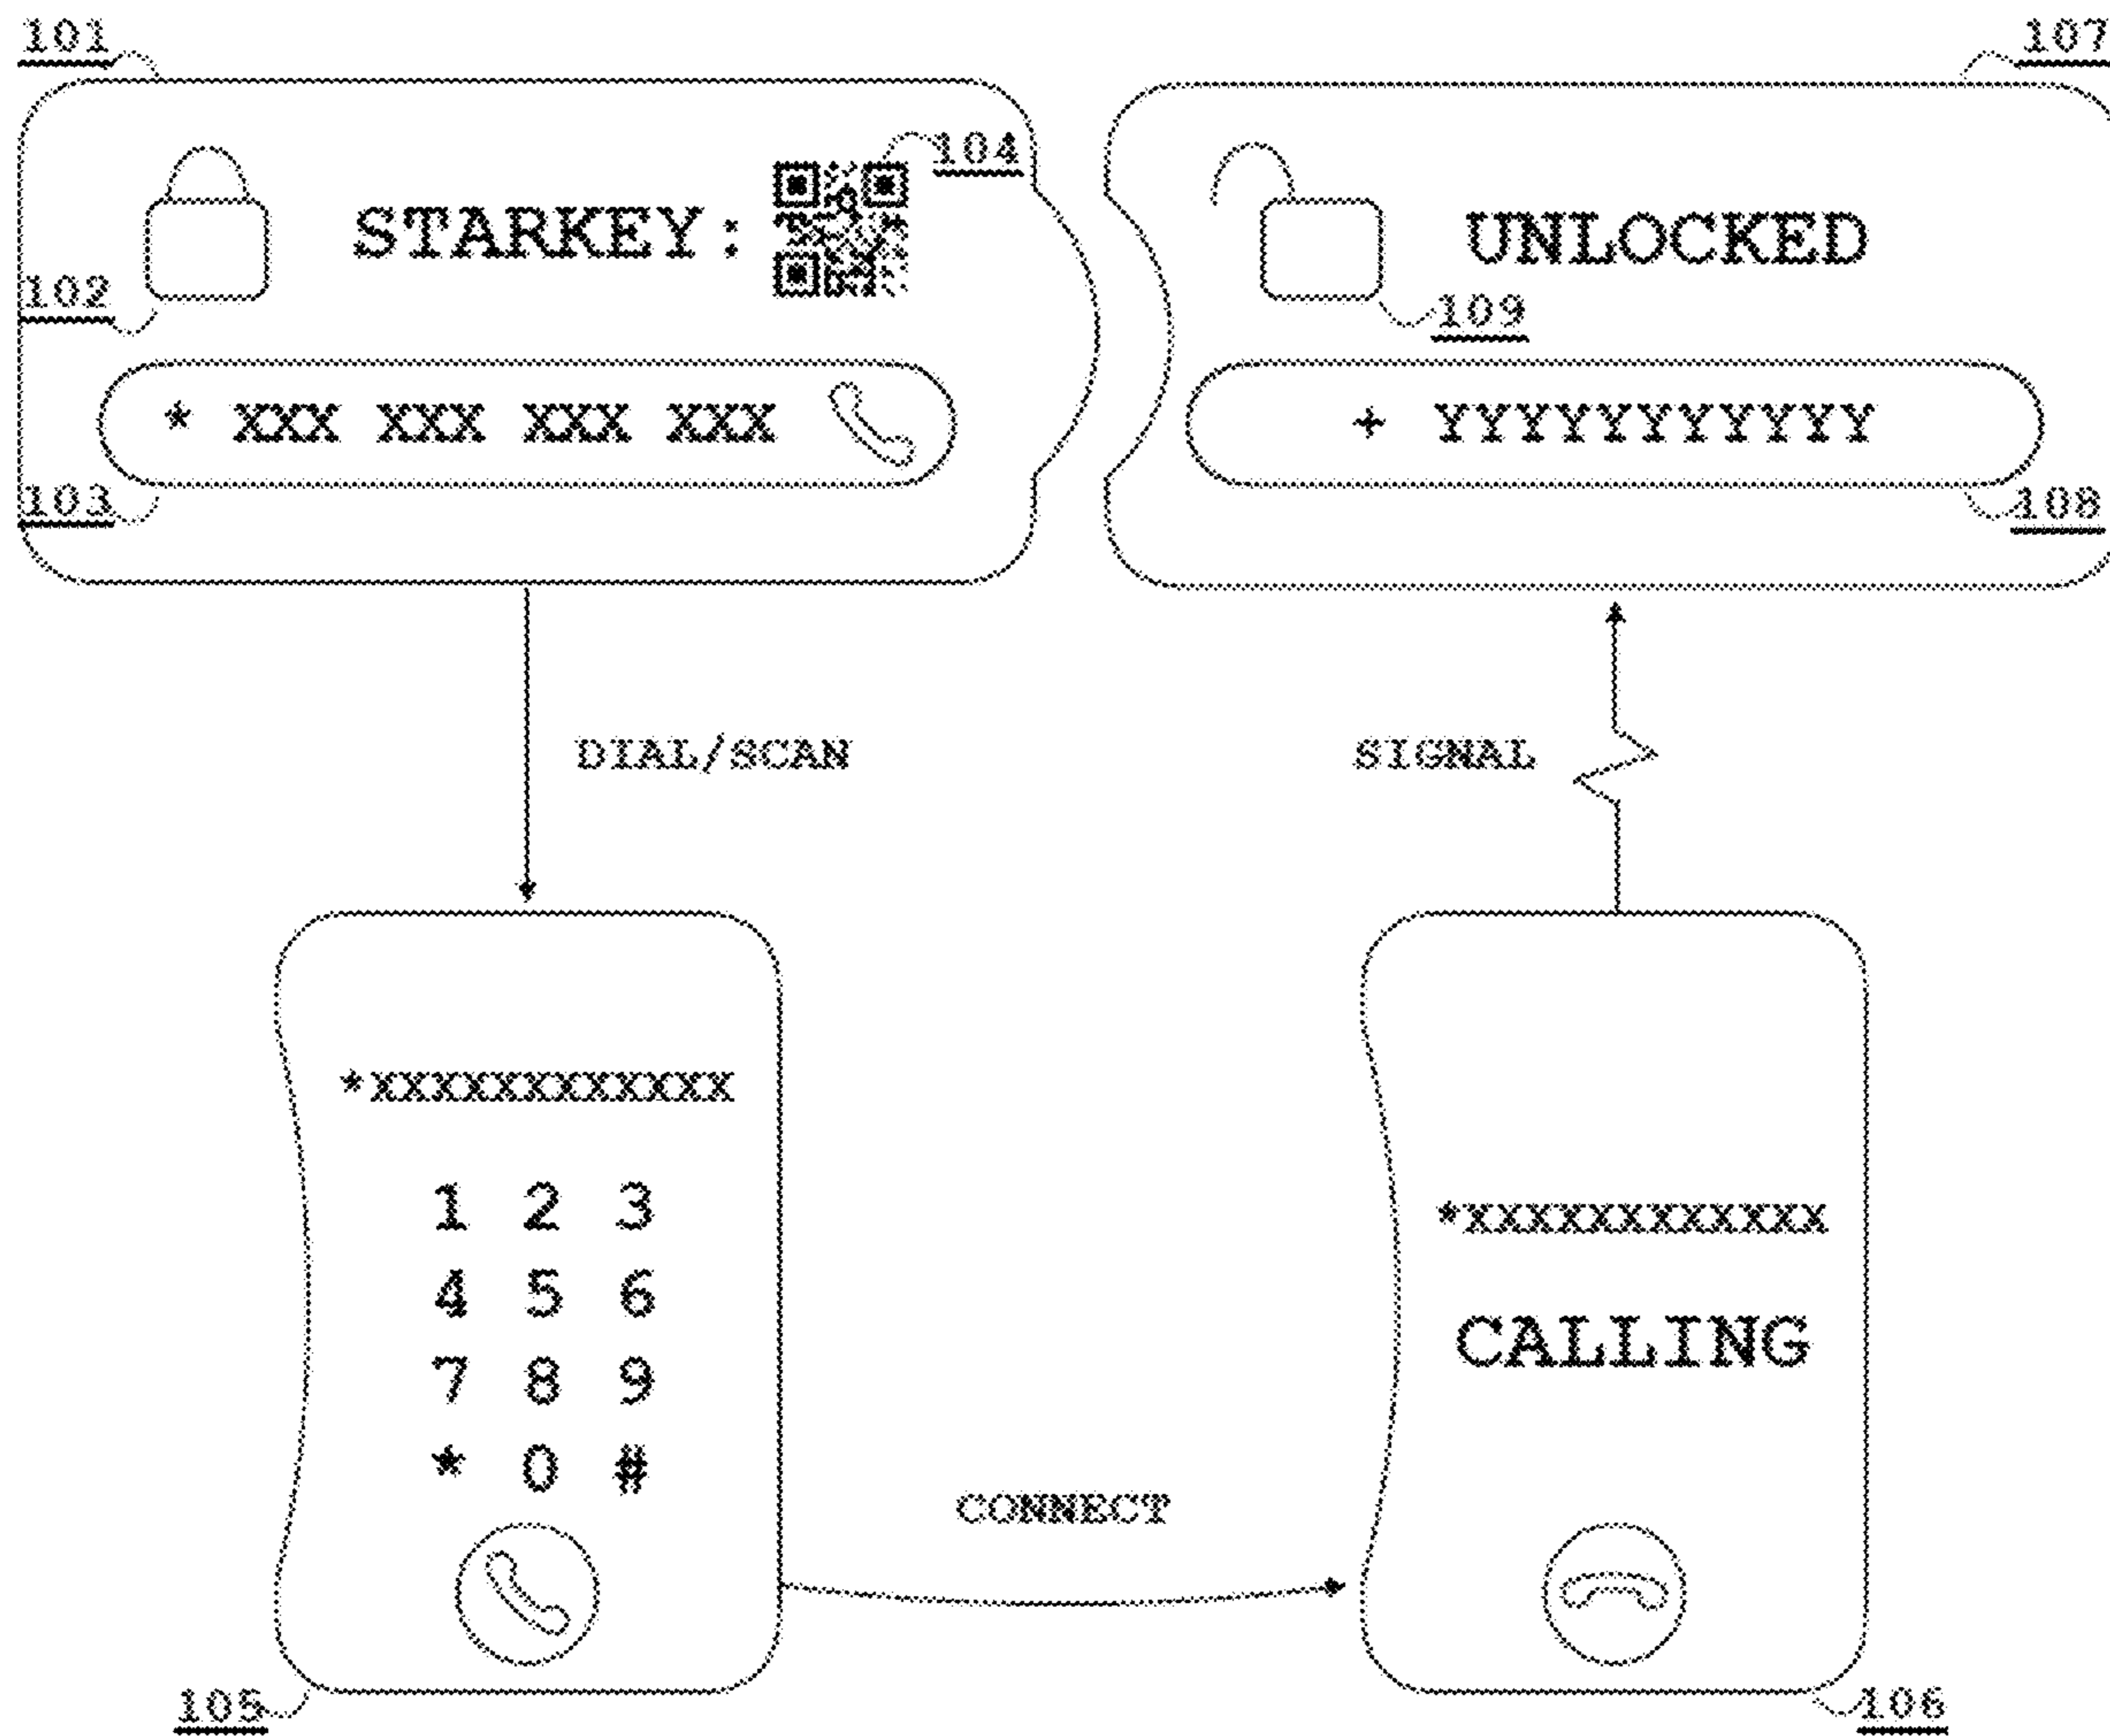 101
107
104
STARKEY:
UNLOCKED
102
109
* XXX XXX XXX XXX
+ YYYYYYYYYYY
103
108
DIAL/SCAN
SIGNAL
*XXXXXXXXXXXX
1 2 3
4 5 6
7 8 9
* 0 #
*XXXXXXXXXXXX
CALLING
CONNECT
105
106